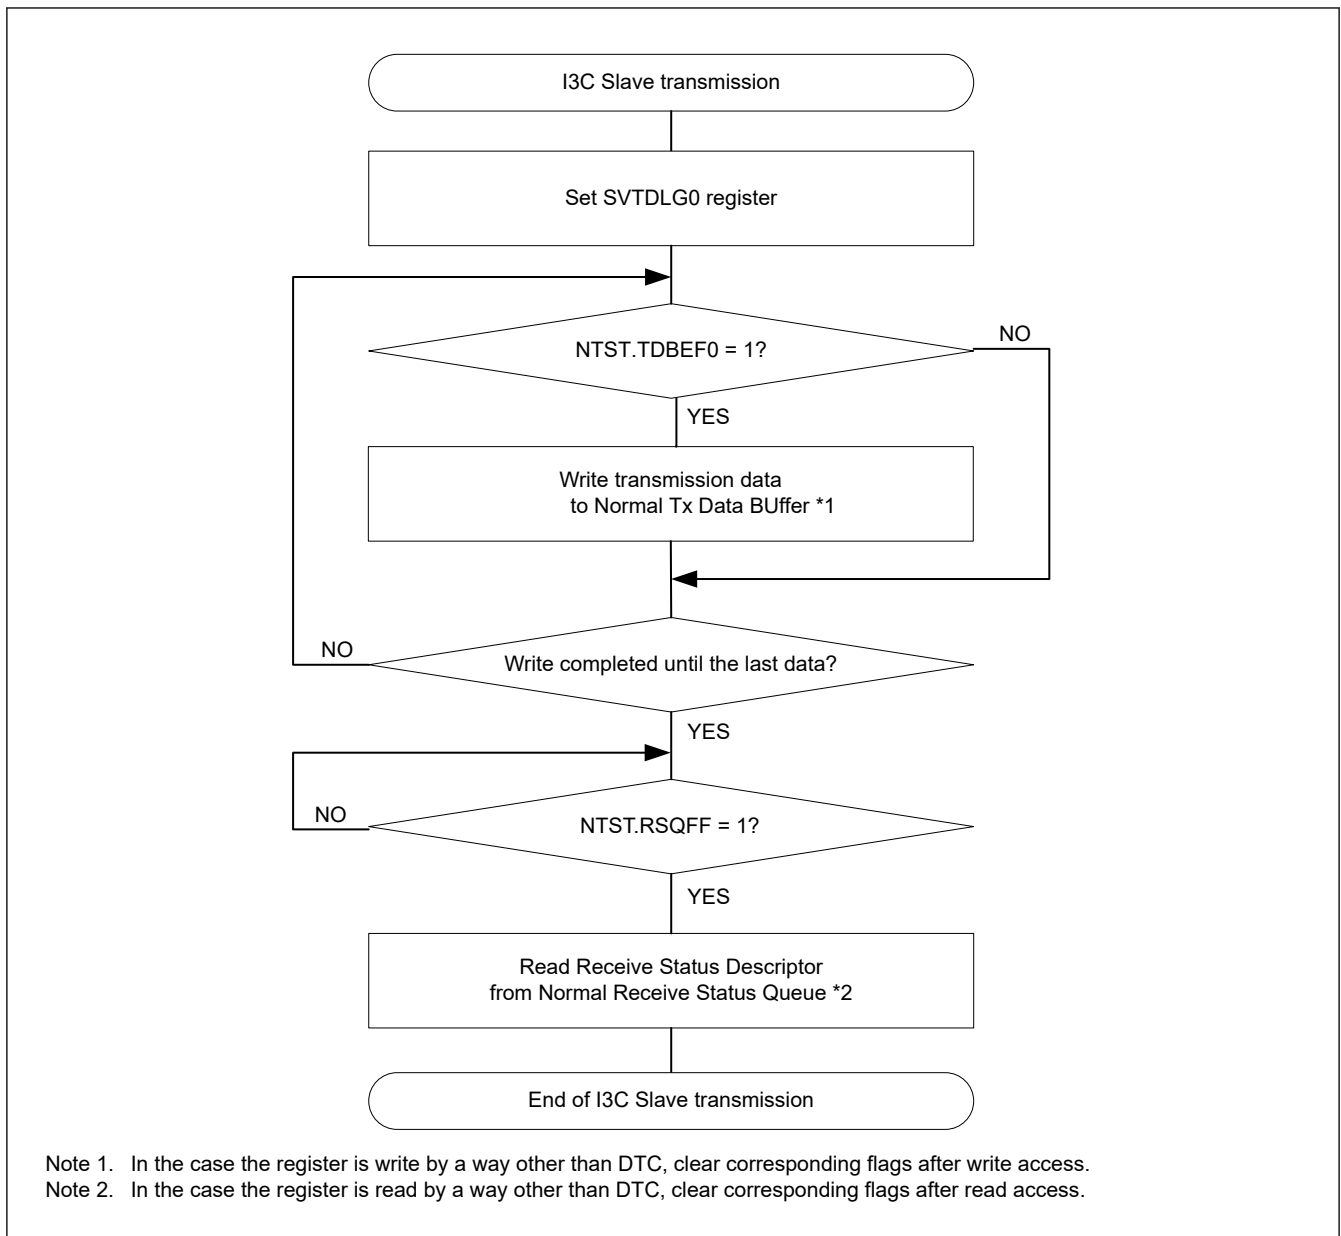 I3C Slave transmission
Set SVTDLG0 register
NTST.TDBEF0 = 1?
NO
YES
Write transmission data
to Normal Tx Data BUffer *1
NO
Write completed until the last data?
YES
NO
NTST.RSQFF = 1?
YES
Read Receive Status Descriptor
from Normal Receive Status Queue *2
End of I3C Slave transmission
Note 1. In the case the register is write by a way other than DTC, clear corresponding flags after write access.
Note 2. In the case the register is read by a way other than DTC, clear corresponding flags after read access.